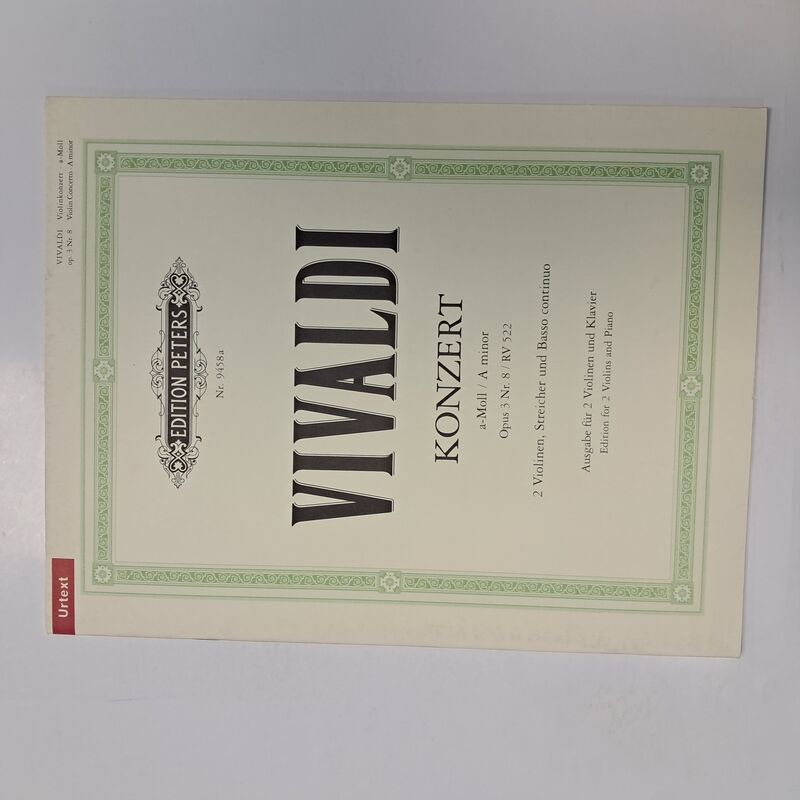 Urtext
VIVALDI Violinkonzert a-Moll
op. 3 Nr. 8 Violin Concerto A minor
EDITION PETERS
Nr. 9458a
VIVALDI
KONZERT
a-Moll / A minor
Opus 3 Nr. 8 / RV 522
2 Violinen, Streicher und Basso continuo
Ausgabe für 2 Violinen und Klavier
Edition for 2 Violins and Piano